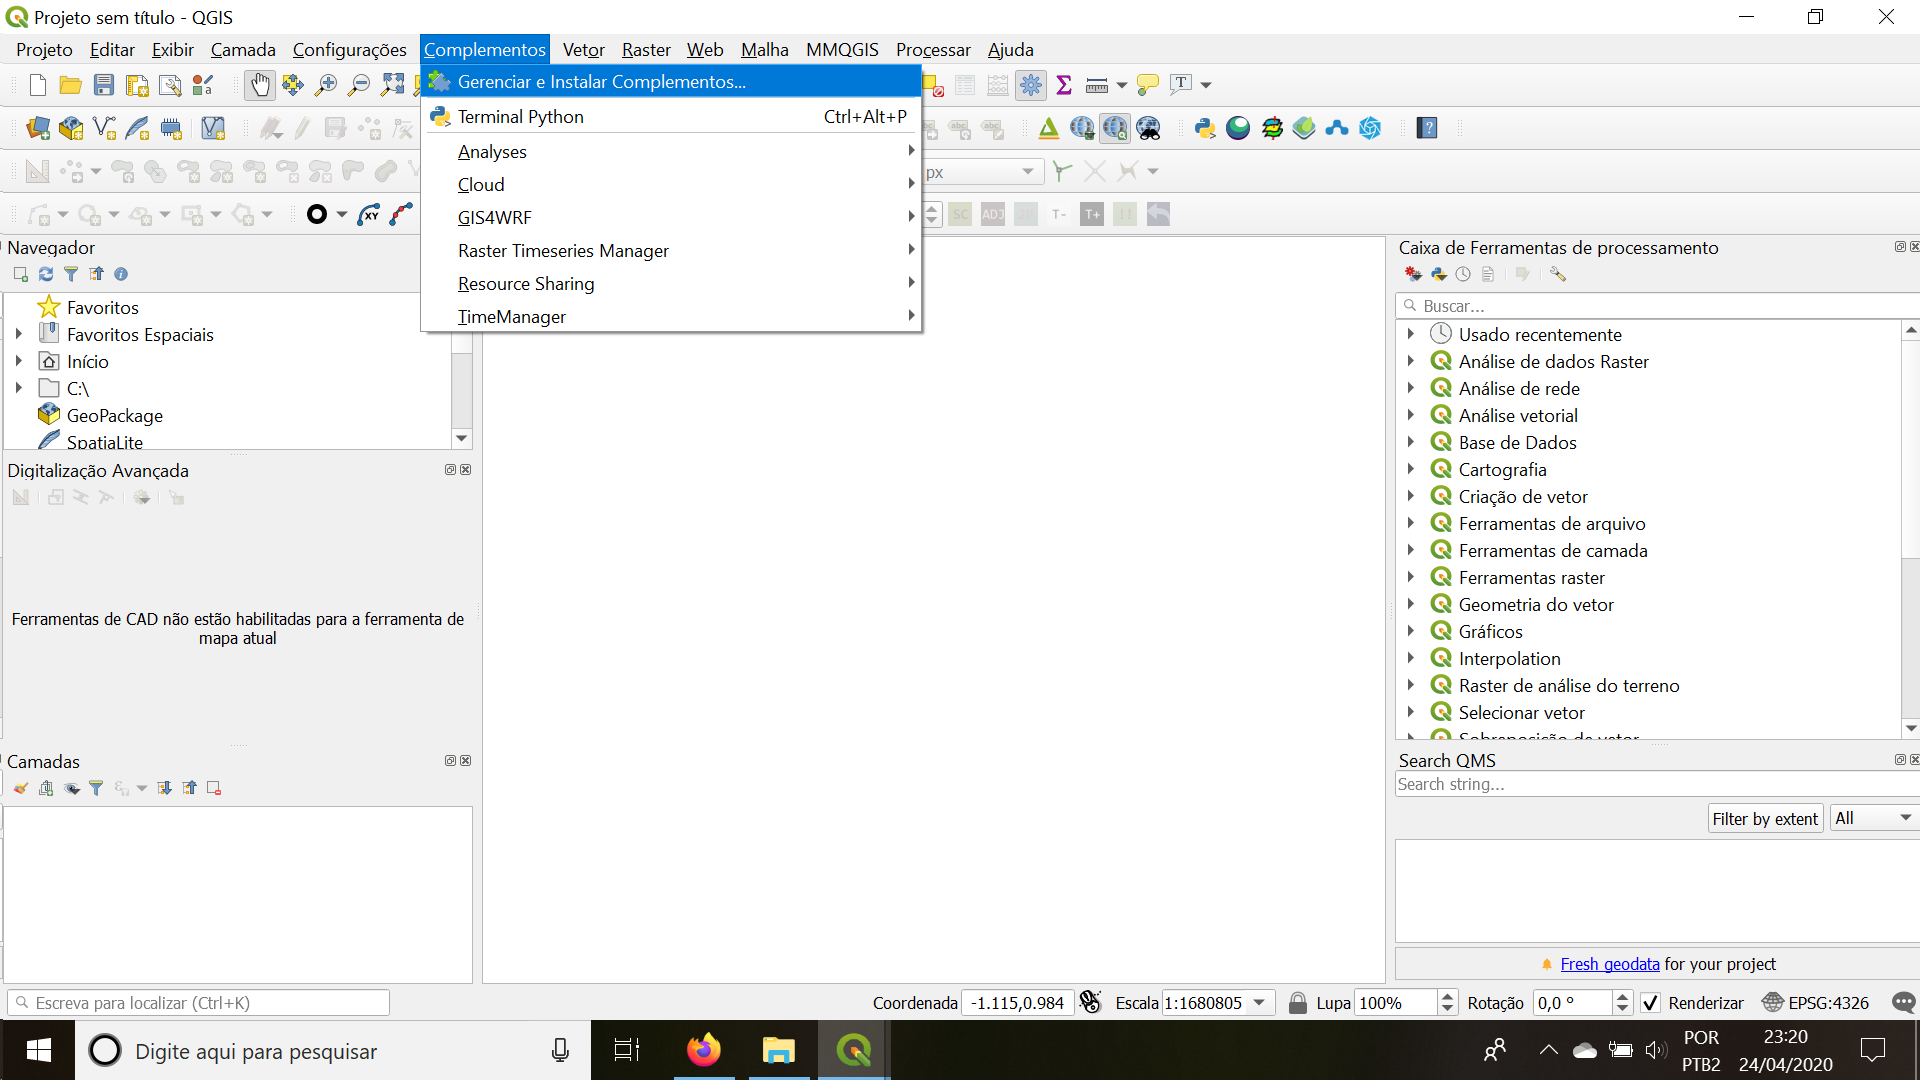 Projeto sem título - QGIS
Projeto Editar Exibir Camada Configurações Complementos Vetor Raster Web Malha MMQGIS Processar Ajuda
Gerenciar e Instalar Complementos...
Terminal Python Ctrl+Alt+P
Analyses
Cloud
GIS4WRF
Raster Timeseries Manager
Resource Sharing
TimeManager
px
SC ADJ T- T+
Navegador
Favoritos
Favoritos Espaciais
Início
C:\
GeoPackage
SpatiaLite
Digitalização Avançada
Ferramentas de CAD não estão habilitadas para a ferramenta de
mapa atual
Camadas
Caixa de Ferramentas de processamento
Buscar...
Usado recentemente
Análise de dados Raster
Análise de rede
Análise vetorial
Base de Dados
Cartografia
Criação de vetor
Ferramentas de arquivo
Ferramentas de camada
Ferramentas raster
Geometria do vetor
Gráficos
Interpolation
Raster de análise do terreno
Selecionar vetor
Sobreposição de vetor
Search QMS
Search string...
Filter by extent All
Fresh geodata for your project
Escreva para localizar (Ctrl+K)
Coordenada -1.115,0.984 Escala 1:1680805 Lupa 100% Rotação 0,0 ° Renderizar EPSG:4326
Digite aqui para pesquisar
POR
PTB2
23:20
24/04/2020